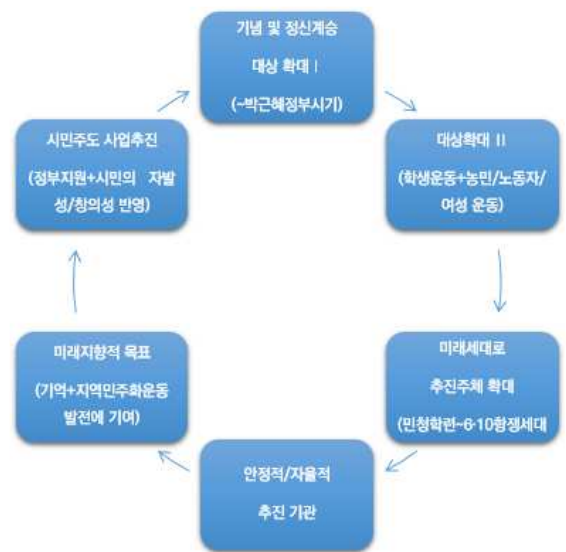 기념 및 정신계승
대상 확대 Ⅰ
(~박근혜정부시기)
대상확대 Ⅱ
(학생운동+농민/노동자/
여성 운동)
미래세대로
추진주체 확대
(민청학련~6·10항쟁세대
안정적/자율적
추진 기관
미래지향적 목표
(기억+지역민주화운동
발전에 기여)
시민주도 사업추진
(정부지원+시민의 자발
성/창의성 반영)